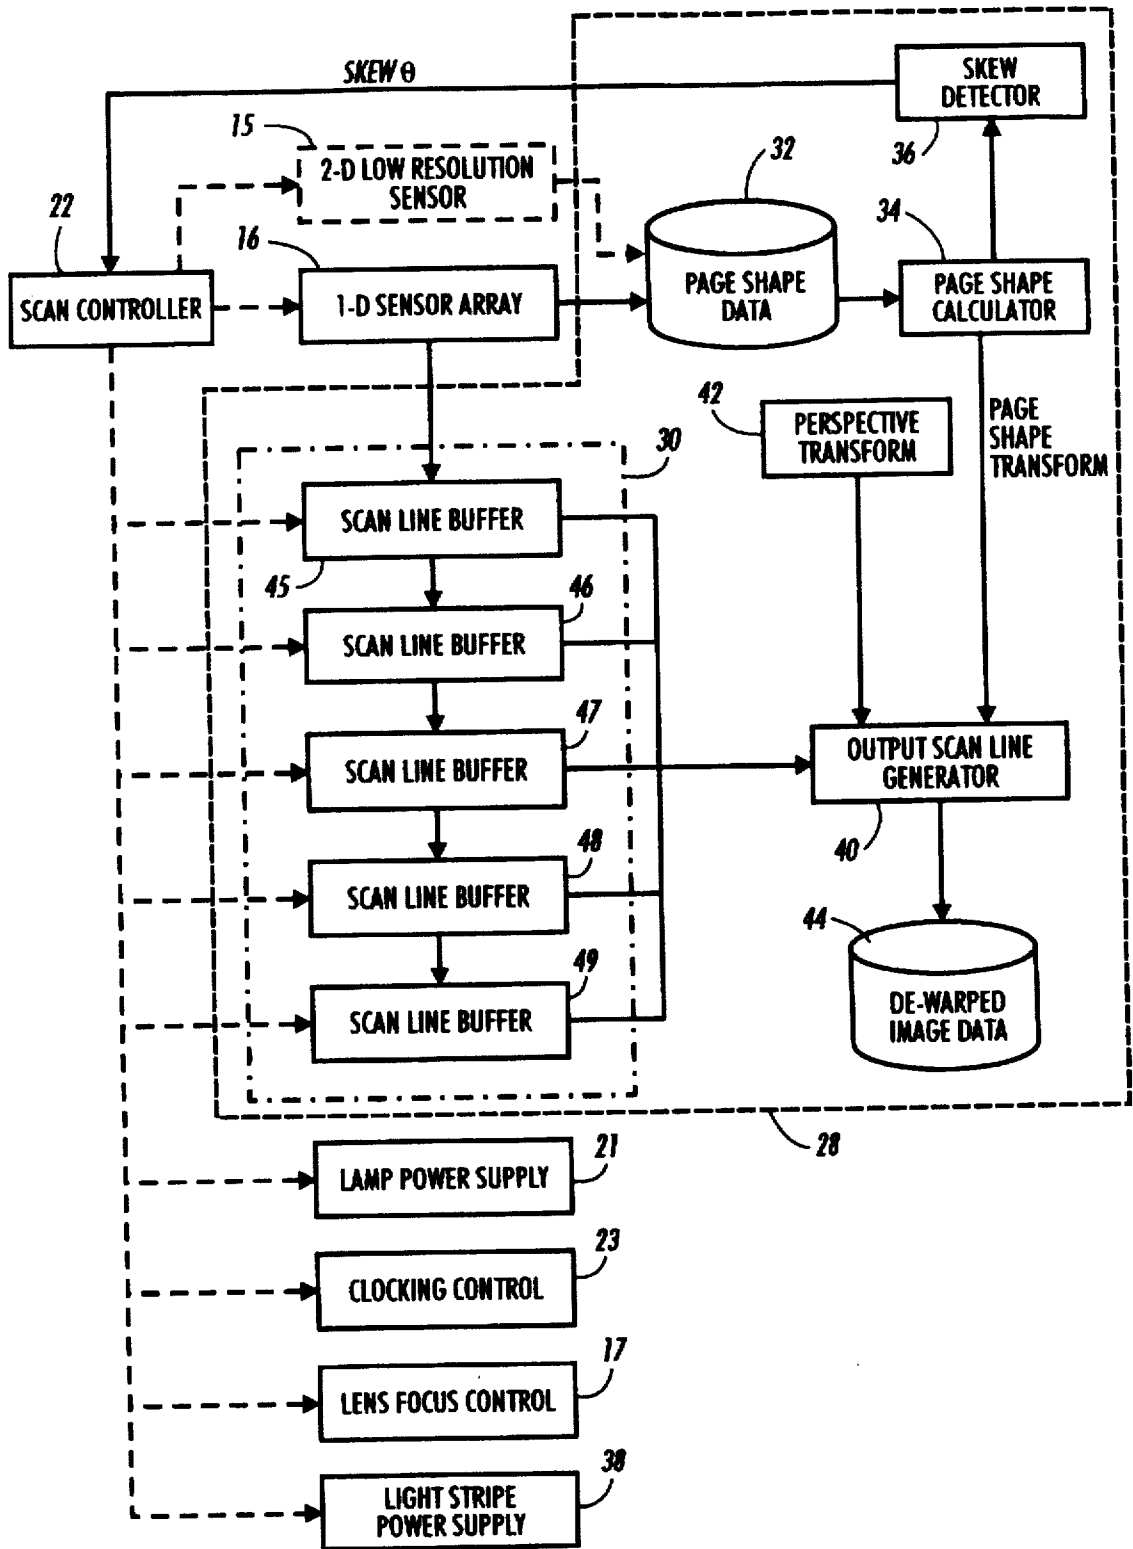 SKEW θ
SKEW
DETECTOR
36
15
2-D LOW RESOLUTION
SENSOR
32
22
16
34
SCAN CONTROLLER
1-D SENSOR ARRAY
PAGE SHAPE
DATA
PAGE SHAPE
CALCULATOR
42
PERSPECTIVE
TRANSFORM
PAGE
SHAPE
TRANSFORM
30
SCAN LINE BUFFER
45
46
SCAN LINE BUFFER
47
SCAN LINE BUFFER
OUTPUT SCAN LINE
GENERATOR
40
48
SCAN LINE BUFFER
44
49
SCAN LINE BUFFER
DE-WARPED
IMAGE DATA
28
21
LAMP POWER SUPPLY
23
CLOCKING CONTROL
17
LENS FOCUS CONTROL
38
LIGHT STRIPE
POWER SUPPLY